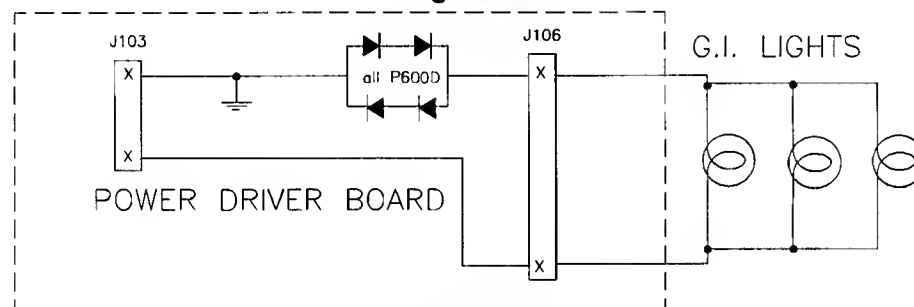 J103
J106
G.I. LIGHTS
X
all P600D
X
X
POWER DRIVER BOARD
X